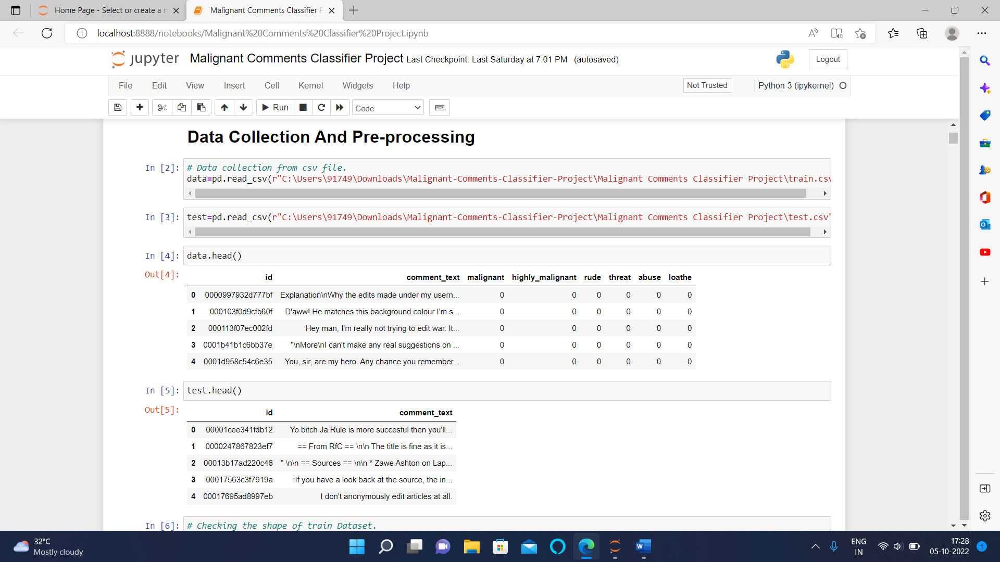 Home Page - Select or create a n
Malignant Comments Classifier P
localhost:8888/notebooks/Malignant%20Comments%20Classifier%20Project.ipynb
jupyter Malignant Comments Classifier Project Last Checkpoint: Last Saturday at 7:01 PM (autosaved) Logout
File Edit View Insert Cell Kernel Widgets Help Not Trusted Python 3 (ipykernel)
Run Code
Data Collection And Pre-processing
In [2]: # Data collection from csv file.
data=pd.read_csv(r"C:\Users\91749\Downloads\Malignant-Comments-Classifier-Project\Malignant Comments Classifier Project\train.csv
In [3]: test=pd.read_csv(r"C:\Users\91749\Downloads\Malignant-Comments-Classifier-Project\Malignant Comments Classifier Project\test.csv"
In [4]: data.head()
Out[4]:
id comment_text malignant highly_malignant rude threat abuse loathe
0 0000997932d777bf Explanation\nWhy the edits made under my usern... 0 0 0 0 0 0
1 000103f0d9cfb60f D'aww! He matches this background colour I'm s... 0 0 0 0 0 0
2 000113f07ec002fd Hey man, I'm really not trying to edit war. It... 0 0 0 0 0 0
3 0001b41b1c6bb37e "\nMore\nI can't make any real suggestions on ... 0 0 0 0 0 0
4 0001d958c54c6e35 You, sir, are my hero. Any chance you remember... 0 0 0 0 0 0
In [5]: test.head()
Out[5]:
id comment_text
0 00001cee341fdb12 Yo bitch Ja Rule is more succesful then you'll...
1 0000247867823ef7 == From RfC == \n\n The title is fine as it is...
2 00013b17ad220c46 " \n\n == Sources == \n\n * Zawe Ashton on Lap...
3 00017563c3f7919a :If you have a look back at the source, the in...
4 00017695ad8997eb I don't anonymously edit articles at all.
In [6]: # Checking the shape of train Dataset.
32°C
Mostly cloudy
ENG
IN
17:28
05-10-2022
1